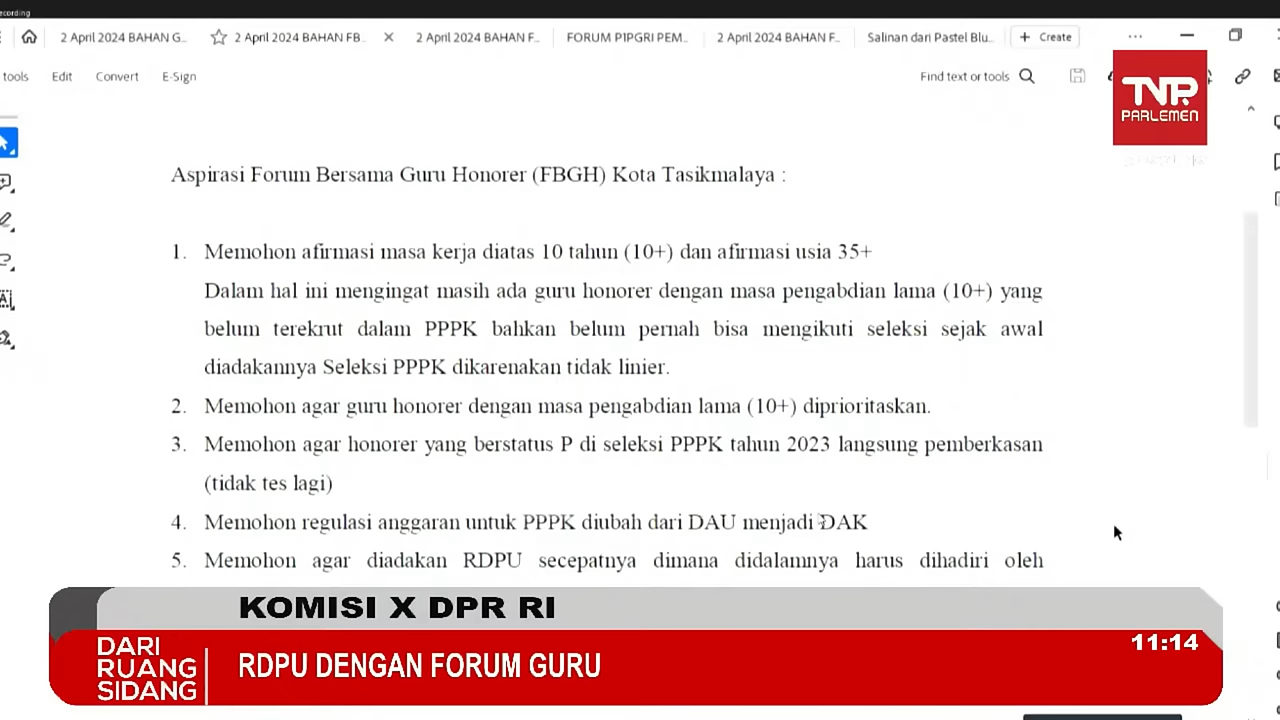 ecording
2 April 2024 BAHAN G..
2 April 2024 BAHAN FB
2 April 2024 BAHAN F..
FORUM P1PGRI PEM..
2 April 2024 BAHAN F..
Salinan dari Pastel Blu..
+ Create
tools
Edit
Convert
E-Sign
Find text or tools
TVR
PARLEMEN
Aspirasi Forum Bersama Guru Honorer (FBGH) Kota Tasikmalaya :
1. Memohon afirmasi masa kerja diatas 10 tahun (10+) dan afirmasi usia 35+
Dalam hal ini mengingat masih ada guru honorer dengan masa pengabdian lama (10+) yang
belum terekrut dalam PPPK bahkan belum pernah bisa mengikuti seleksi sejak awal
diadakannya Seleksi PPPK dikarenakan tidak linier.
2. Memohon agar guru honorer dengan masa pengabdian lama (10+) diprioritaskan.
3. Memohon agar honorer yang berstatus P di seleksi PPPK tahun 2023 langsung pemberkasan
(tidak tes lagi)
4. Memohon regulasi anggaran untuk PPPK diubah dari DAU menjadi DAK
5. Memohon agar diadakan RDPU secepatnya dimana didalamnya harus dihadiri oleh
KOMISI X DPR RI
DARI
RUANG
SIDANG
RDPU DENGAN FORUM GURU
11:14